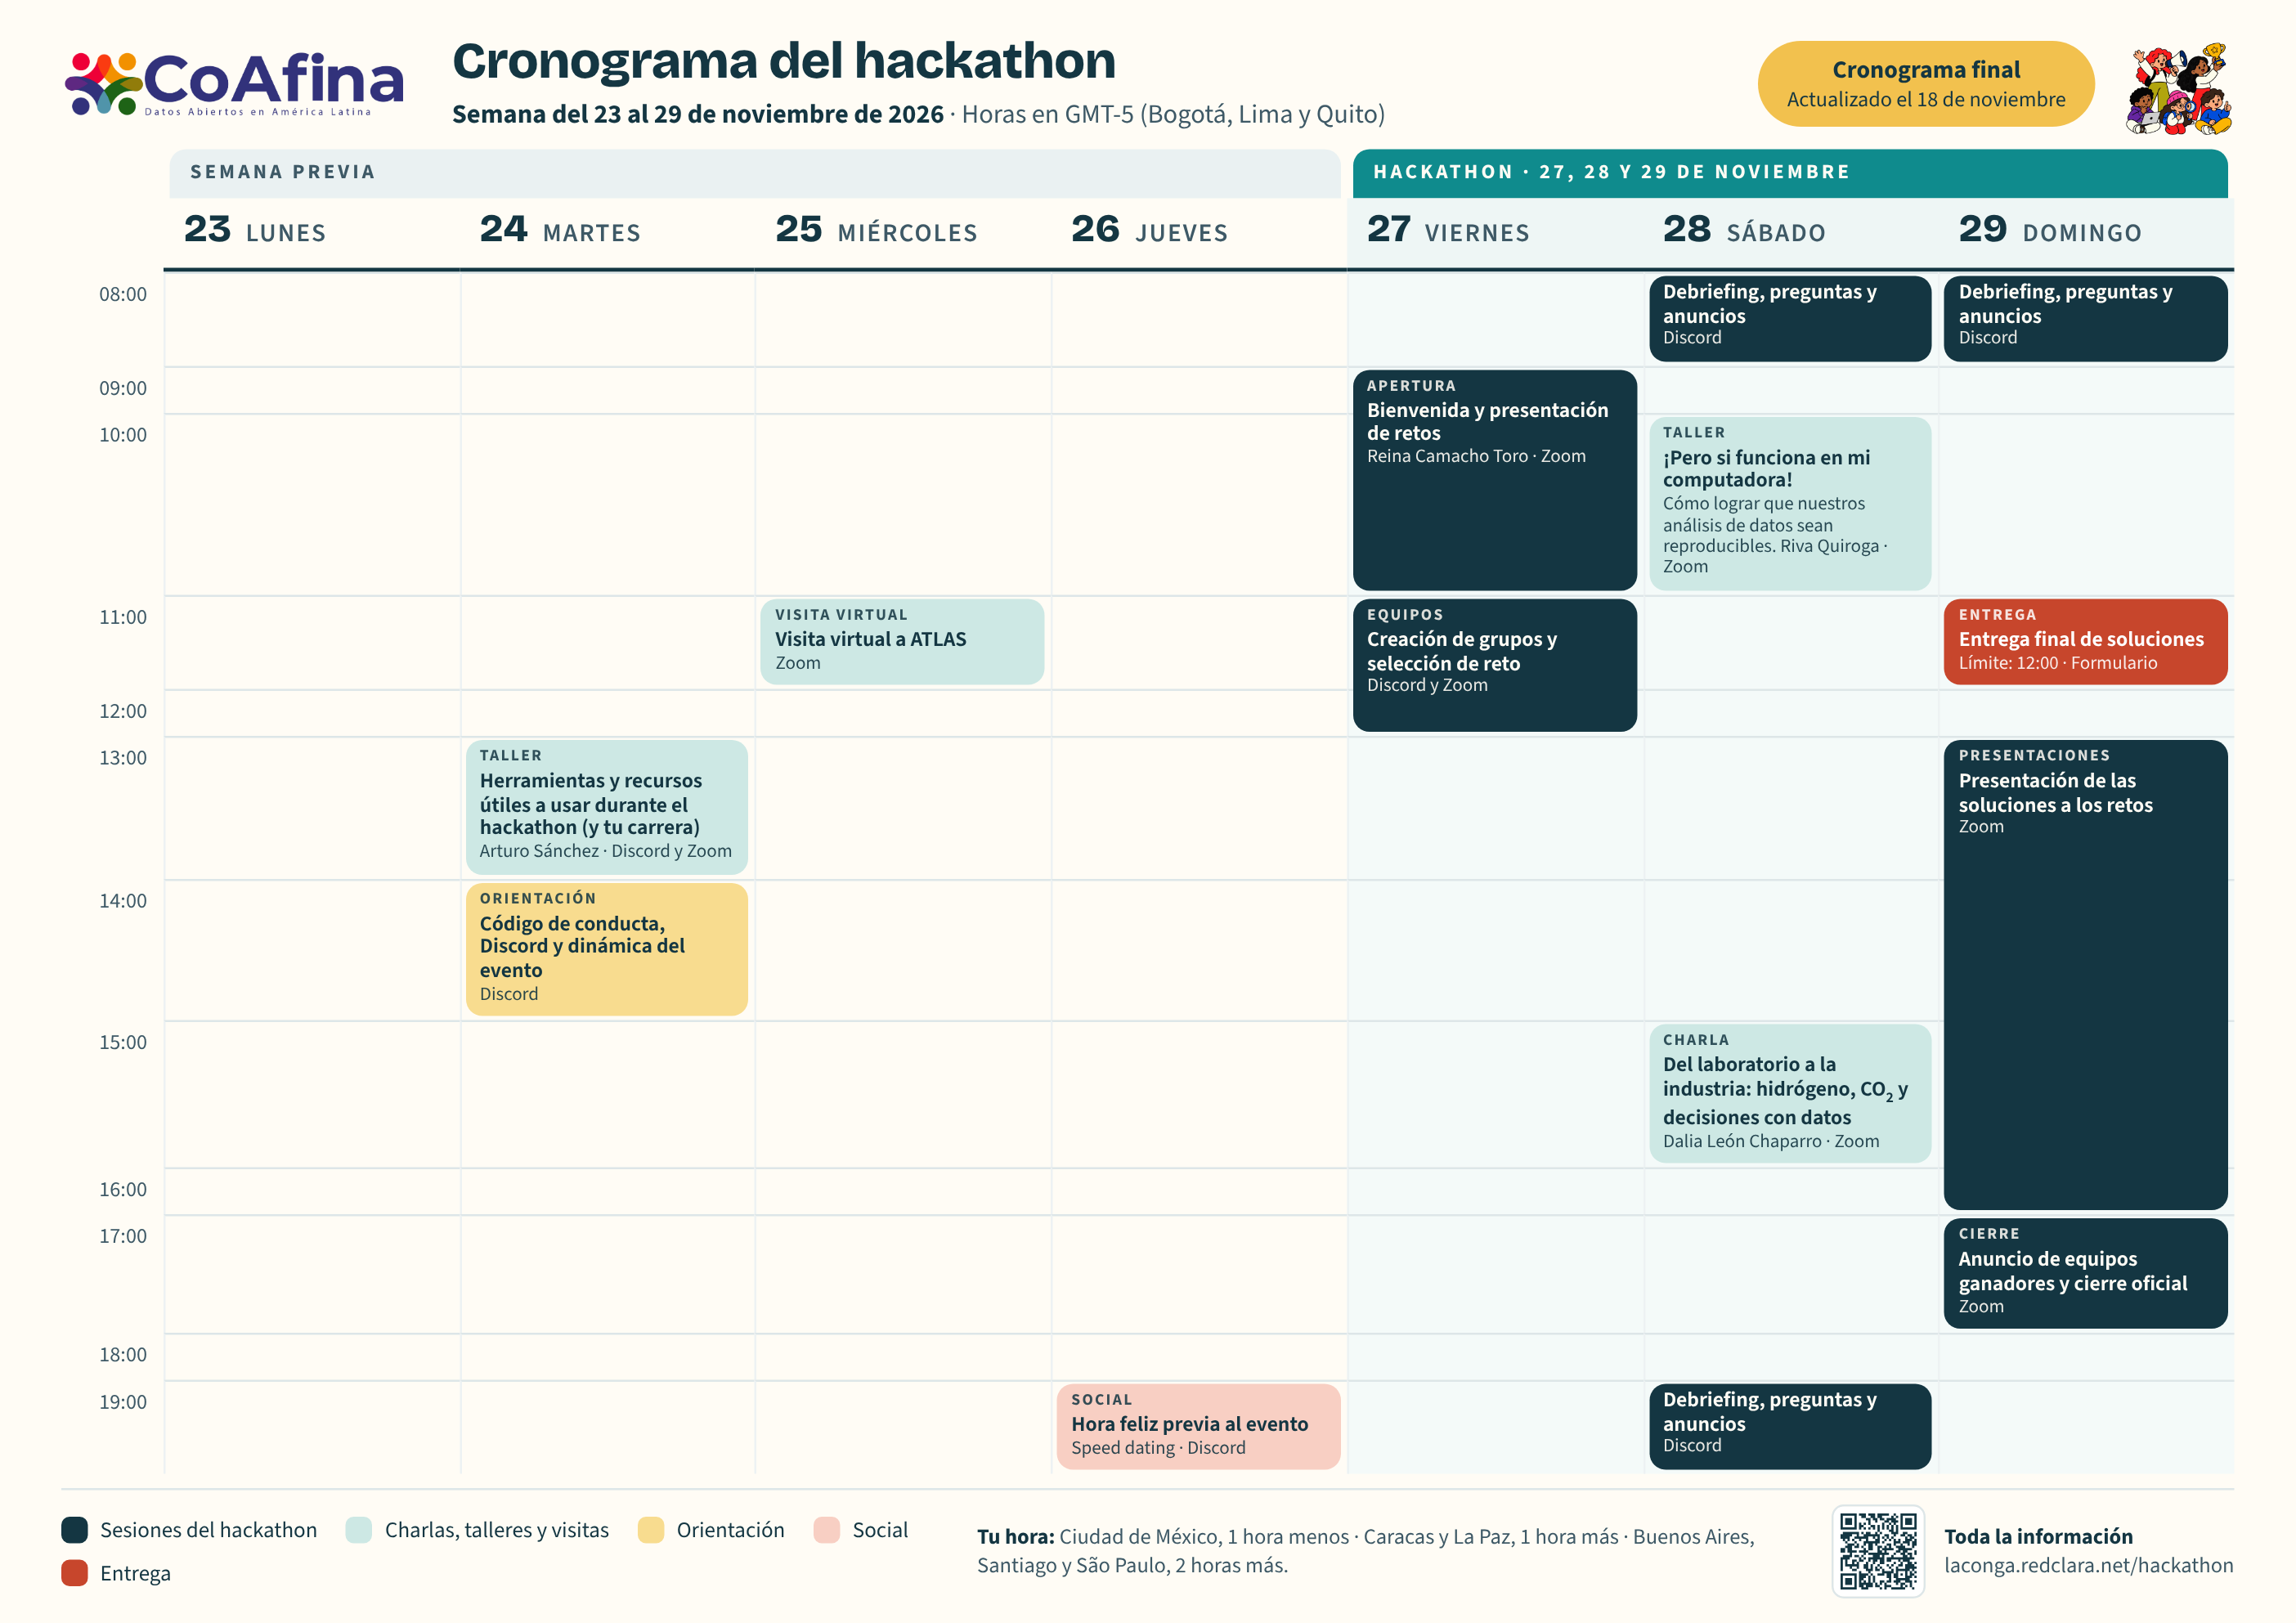 CoAfina
Datos Abiertos en América Latina
Cronograma del hackathon
Semana del 23 al 29 de noviembre de 2026 · Horas en GMT-5 (Bogotá, Lima y Quito)
Cronograma final
Actualizado el 18 de noviembre
SEMANA PREVIA
HACKATHON · 27, 28 Y 29 DE NOVIEMBRE
23 LUNES
24 MARTES
25 MIÉRCOLES
26 JUEVES
27 VIERNES
28 SÁBADO
29 DOMINGO
08:00
Debriefing, preguntas y
anuncios
Discord
Debriefing, preguntas y
anuncios
Discord
09:00
APERTURA
Bienvenida y presentación
de retos
Reina Camacho Toro · Zoom
10:00
TALLER
¡Pero si funciona en mi
computadora!
Cómo lograr que nuestros
análisis de datos sean
reproducibles. Riva Quiroga ·
Zoom
11:00
VISITA VIRTUAL
Visita virtual a ATLAS
Zoom
EQUIPOS
Creación de grupos y
selección de reto
Discord y Zoom
ENTREGA
Entrega final de soluciones
Límite: 12:00 · Formulario
12:00
13:00
TALLER
Herramientas y recursos
útiles a usar durante el
hackathon (y tu carrera)
Arturo Sánchez · Discord y Zoom
PRESENTACIONES
Presentación de las
soluciones a los retos
Zoom
14:00
ORIENTACIÓN
Código de conducta,
Discord y dinámica del
evento
Discord
15:00
CHARLA
Del laboratorio a la
industria: hidrógeno, CO₂ y
decisiones con datos
Dalia León Chaparro · Zoom
16:00
17:00
CIERRE
Anuncio de equipos
ganadores y cierre oficial
Zoom
18:00
19:00
SOCIAL
Hora feliz previa al evento
Speed dating · Discord
Debriefing, preguntas y
anuncios
Discord
Sesiones del hackathon
Charlas, talleres y visitas
Orientación
Social
Entrega
Tu hora: Ciudad de México, 1 hora menos · Caracas y La Paz, 1 hora más · Buenos Aires,
Santiago y São Paulo, 2 horas más.
Toda la información
laconga.redclara.net/hackathon